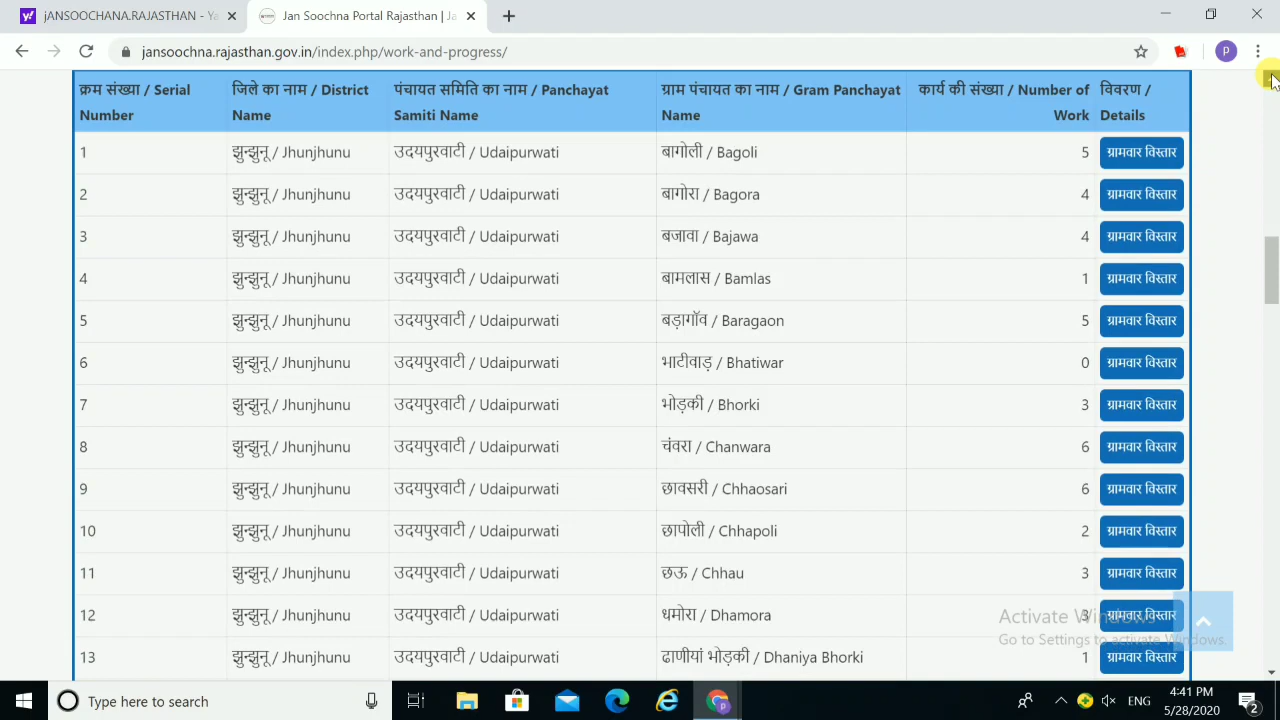 jANSOOCHANA.RAJASTHAN - Ya
Jan Soochna Portal Rajasthan | Ja
jansoochna.rajasthan.gov.in/index.php/work-and-progress/
P
क्रम संख्या / Serial Number
जिले का नाम / District Name
पंचायत समिति का नाम / Panchayat Samiti Name
ग्राम पंचायत का नाम / Gram Panchayat Name
कार्य की संख्या / Number of Work
विवरण / Details
1 झुन्झुनू / Jhunjhunu उदयपुरवाटी / Udaipurwati बागोली / Bagoli 5 ग्रामवार विस्तार
2 झुन्झुनू / Jhunjhunu उदयपुरवाटी / Udaipurwati बागोरा / Bagora 4 ग्रामवार विस्तार
3 झुन्झुनू / Jhunjhunu उदयपुरवाटी / Udaipurwati बजावा / Bajawa 4 ग्रामवार विस्तार
4 झुन्झुनू / Jhunjhunu उदयपुरवाटी / Udaipurwati बामलास / Bamlas 1 ग्रामवार विस्तार
5 झुन्झुनू / Jhunjhunu उदयपुरवाटी / Udaipurwati बड़ागॉव / Baragaon 5 ग्रामवार विस्तार
6 झुन्झुनू / Jhunjhunu उदयपुरवाटी / Udaipurwati भाटीवाड़ / Bhatiwar 0 ग्रामवार विस्तार
7 झुन्झुनू / Jhunjhunu उदयपुरवाटी / Udaipurwati भोड़की / Bhorki 3 ग्रामवार विस्तार
8 झुन्झुनू / Jhunjhunu उदयपुरवाटी / Udaipurwati चंवरा / Chanwara 6 ग्रामवार विस्तार
9 झुन्झुनू / Jhunjhunu उदयपुरवाटी / Udaipurwati छावसरी / Chhaosari 6 ग्रामवार विस्तार
10 झुन्झुनू / Jhunjhunu उदयपुरवाटी / Udaipurwati छापोली / Chhapoli 2 ग्रामवार विस्तार
11 झुन्झुनू / Jhunjhunu उदयपुरवाटी / Udaipurwati छऊ / Chhau 3 ग्रामवार विस्तार
12 झुन्झुनू / Jhunjhunu उदयपुरवाटी / Udaipurwati धमोरा / Dhamora 3 ग्रामवार विस्तार
13 झुन्झुनू / Jhunjhunu उदयपुरवाटी / Udaipurwati ढाणीयां भोड़की / Dhaniya Bhorki 1 ग्रामवार विस्तार
Activate Windows
Go to Settings to activate Windows.
Type here to search
ENG
4:41 PM
5/28/2020
2